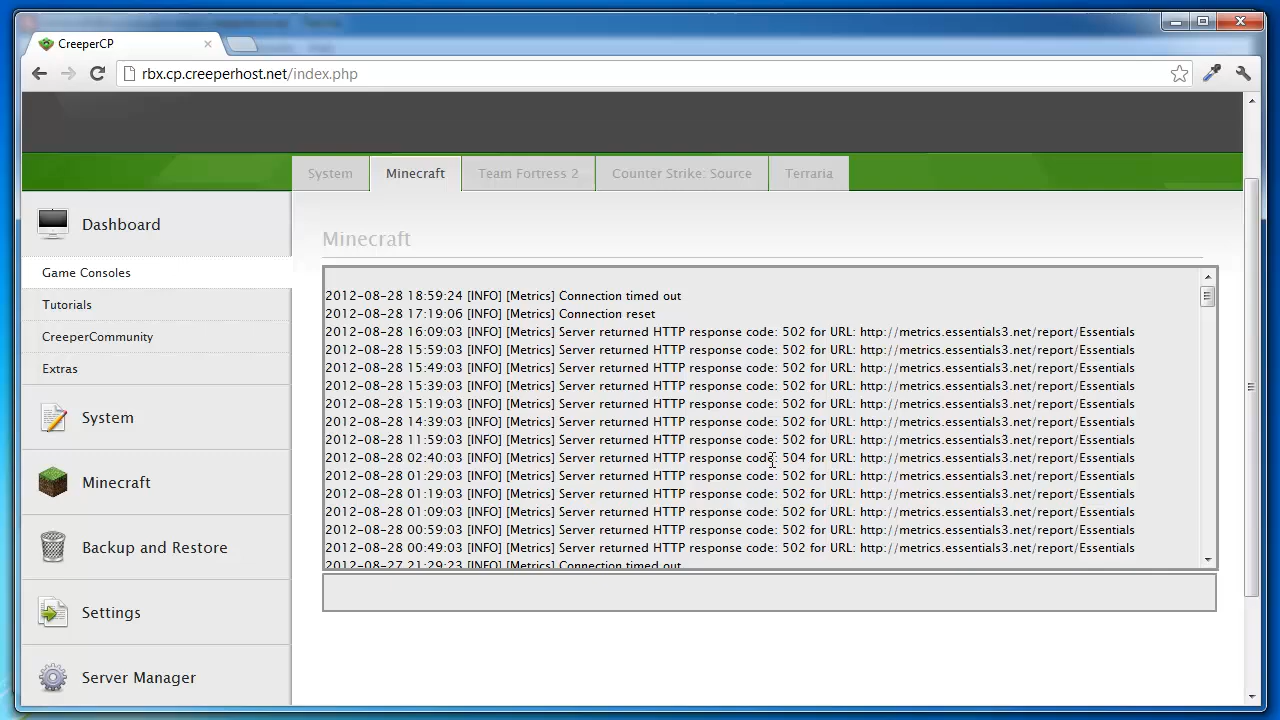 CreeperCP
rbx.cp.creeperhost.net/index.php
System
Minecraft
Team Fortress 2
Counter Strike: Source
Terraria
Dashboard
Game Consoles
Tutorials
CreeperCommunity
Extras
System
Minecraft
Backup and Restore
Settings
Server Manager
Minecraft
2012-08-28 18:59:24 [INFO] [Metrics] Connection timed out
2012-08-28 17:19:06 [INFO] [Metrics] Connection reset
2012-08-28 16:09:03 [INFO] [Metrics] Server returned HTTP response code: 502 for URL: http://metrics.essentials3.net/report/Essentials
2012-08-28 15:59:03 [INFO] [Metrics] Server returned HTTP response code: 502 for URL: http://metrics.essentials3.net/report/Essentials
2012-08-28 15:49:03 [INFO] [Metrics] Server returned HTTP response code: 502 for URL: http://metrics.essentials3.net/report/Essentials
2012-08-28 15:39:03 [INFO] [Metrics] Server returned HTTP response code: 502 for URL: http://metrics.essentials3.net/report/Essentials
2012-08-28 15:19:03 [INFO] [Metrics] Server returned HTTP response code: 502 for URL: http://metrics.essentials3.net/report/Essentials
2012-08-28 14:39:03 [INFO] [Metrics] Server returned HTTP response code: 502 for URL: http://metrics.essentials3.net/report/Essentials
2012-08-28 11:59:03 [INFO] [Metrics] Server returned HTTP response code: 502 for URL: http://metrics.essentials3.net/report/Essentials
2012-08-28 02:40:03 [INFO] [Metrics] Server returned HTTP response code: 504 for URL: http://metrics.essentials3.net/report/Essentials
2012-08-28 01:29:03 [INFO] [Metrics] Server returned HTTP response code: 502 for URL: http://metrics.essentials3.net/report/Essentials
2012-08-28 01:19:03 [INFO] [Metrics] Server returned HTTP response code: 502 for URL: http://metrics.essentials3.net/report/Essentials
2012-08-28 01:09:03 [INFO] [Metrics] Server returned HTTP response code: 502 for URL: http://metrics.essentials3.net/report/Essentials
2012-08-28 00:59:03 [INFO] [Metrics] Server returned HTTP response code: 502 for URL: http://metrics.essentials3.net/report/Essentials
2012-08-28 00:49:03 [INFO] [Metrics] Server returned HTTP response code: 502 for URL: http://metrics.essentials3.net/report/Essentials
2012-08-27 21:29:23 [INFO] [Metrics] Connection timed out